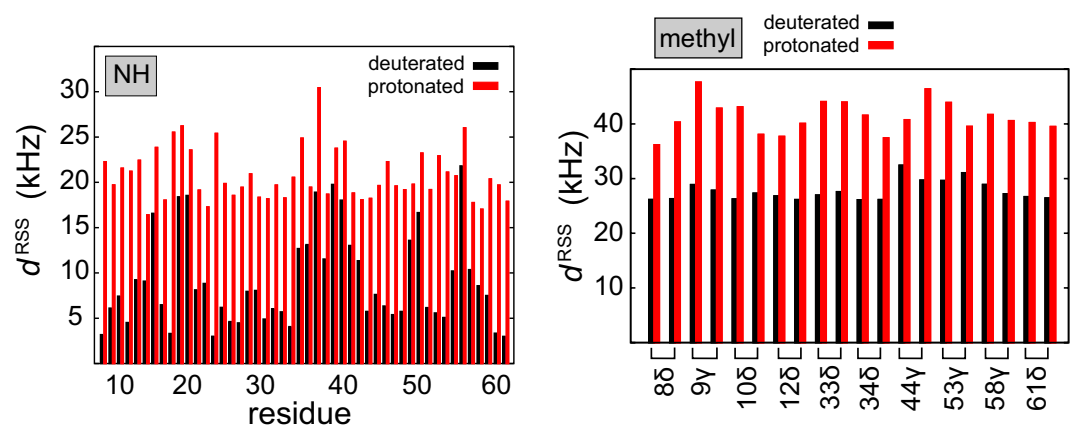 NH
deuterated
protonated
d^RSS (kHz)
30
25
20
15
10
5
10 20 30 40 50 60
residue
methyl
deuterated
protonated
d^RSS (kHz)
40
30
20
10
8δ 9γ 10δ 12δ 33δ 34δ 44γ 53γ 58γ 61δ